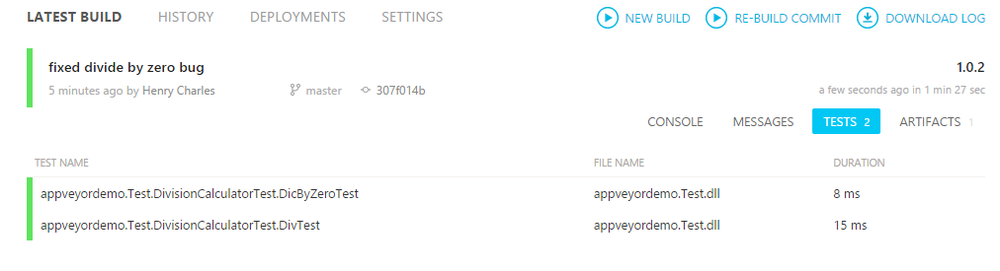 LATEST BUILD HISTORY DEPLOYMENTS SETTINGS NEW BUILD RE-BUILD COMMIT DOWNLOAD LOG
fixed divide by zero bug 1.0.2
5 minutes ago by Henry Charles master 307f014b a few seconds ago in 1 min 27 sec
CONSOLE MESSAGES TESTS 2 ARTIFACTS 1
TEST NAME FILE NAME DURATION
appveyordemo.Test.DivisionCalculatorTest.DicByZeroTest appveyordemo.Test.dll 8 ms
appveyordemo.Test.DivisionCalculatorTest.DivTest appveyordemo.Test.dll 15 ms